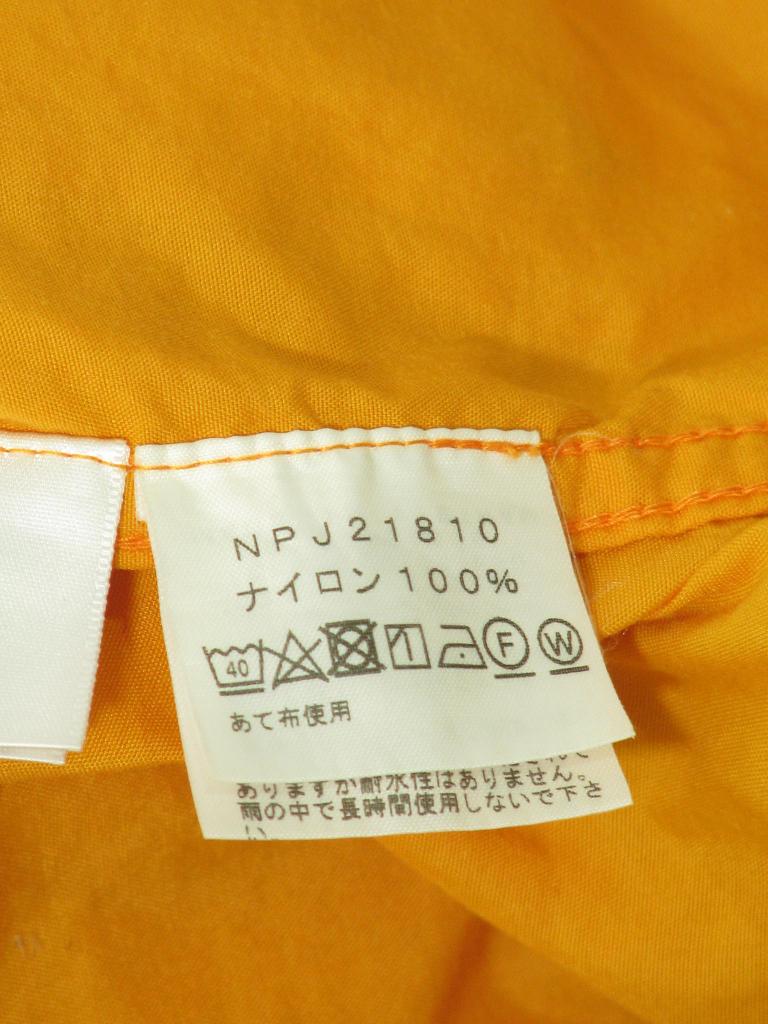 NPJ21810
ナイロン100%
40
F W
あて布使用
ありますが耐水性はありません。
雨の中で長時間使用しないで下さ
い。